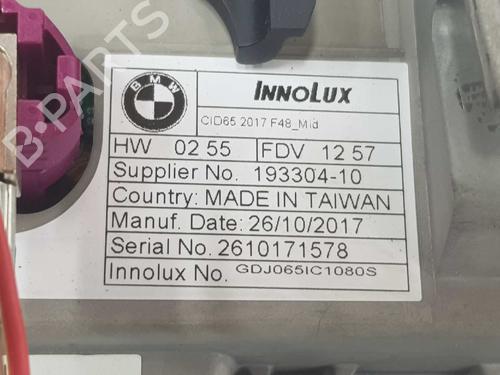 BMW
INNOLUX
CID65 2017 F48_Mid
HW 02 55 FDV 12 57
Supplier No. 193304-10
Country: MADE IN TAIWAN
Manuf. Date: 26/10/2017
Serial No. 2610171578
Innolux No. GDJ065IC1080S
B-PARTS